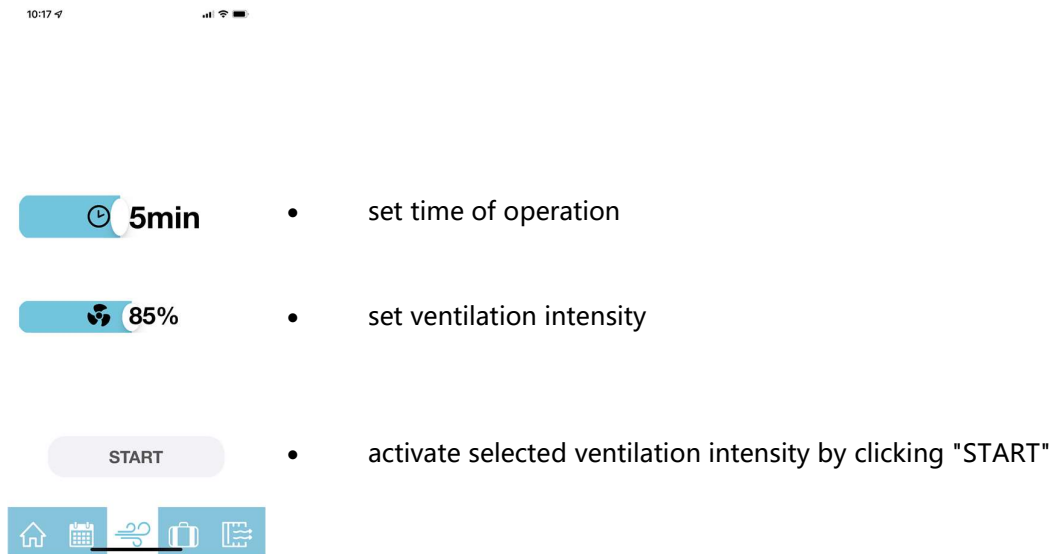 10:17
5min
• set time of operation
85%
• set ventilation intensity
START
• activate selected ventilation intensity by clicking "START"